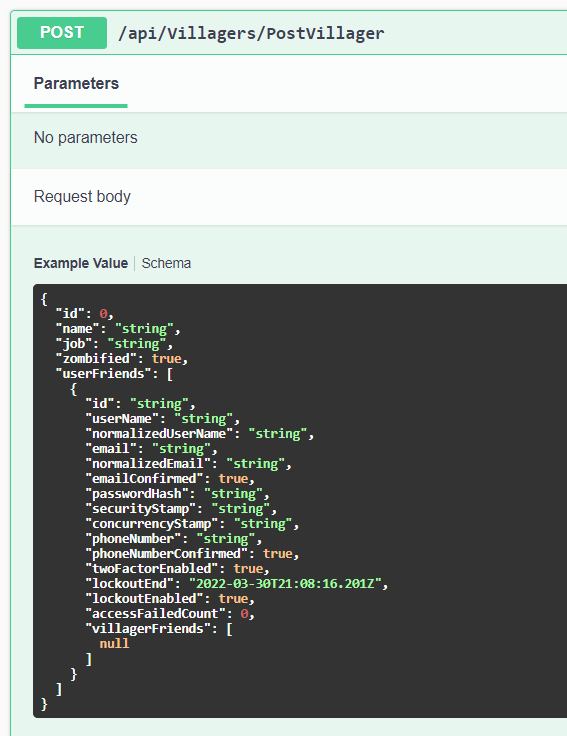 POST /api/Villagers/PostVillager
Parameters
No parameters
Request body
Example Value | Schema
{
  "id": 0,
  "name": "string",
  "job": "string",
  "zombified": true,
  "userFriends": [
    {
      "id": "string",
      "userName": "string",
      "normalizedUserName": "string",
      "email": "string",
      "normalizedEmail": "string",
      "emailConfirmed": true,
      "passwordHash": "string",
      "securityStamp": "string",
      "concurrencyStamp": "string",
      "phoneNumber": "string",
      "phoneNumberConfirmed": true,
      "twoFactorEnabled": true,
      "lockoutEnd": "2022-03-30T21:08:16.201Z",
      "lockoutEnabled": true,
      "accessFailedCount": 0,
      "villagerFriends": [
        null
      ]
    }
  ]
}